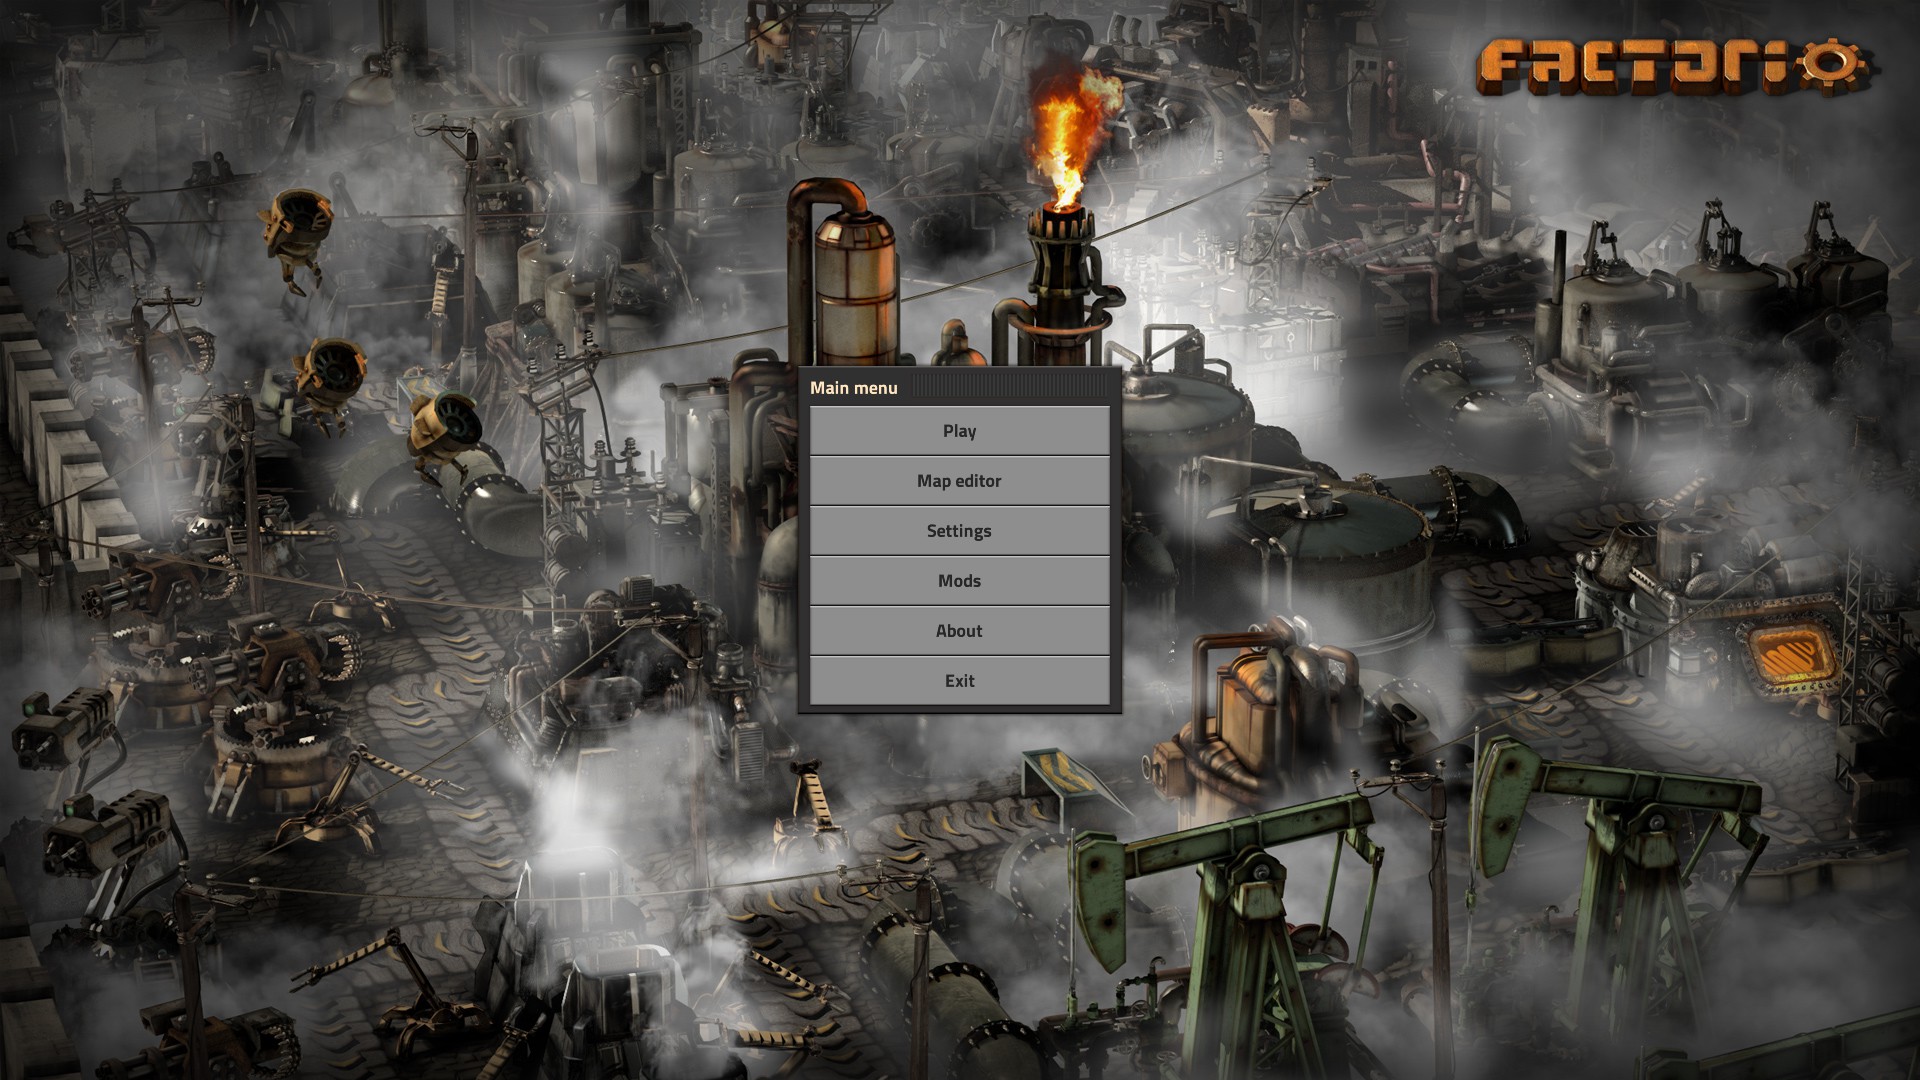 FACTORIO
Main menu
Play
Map editor
Settings
Mods
About
Exit